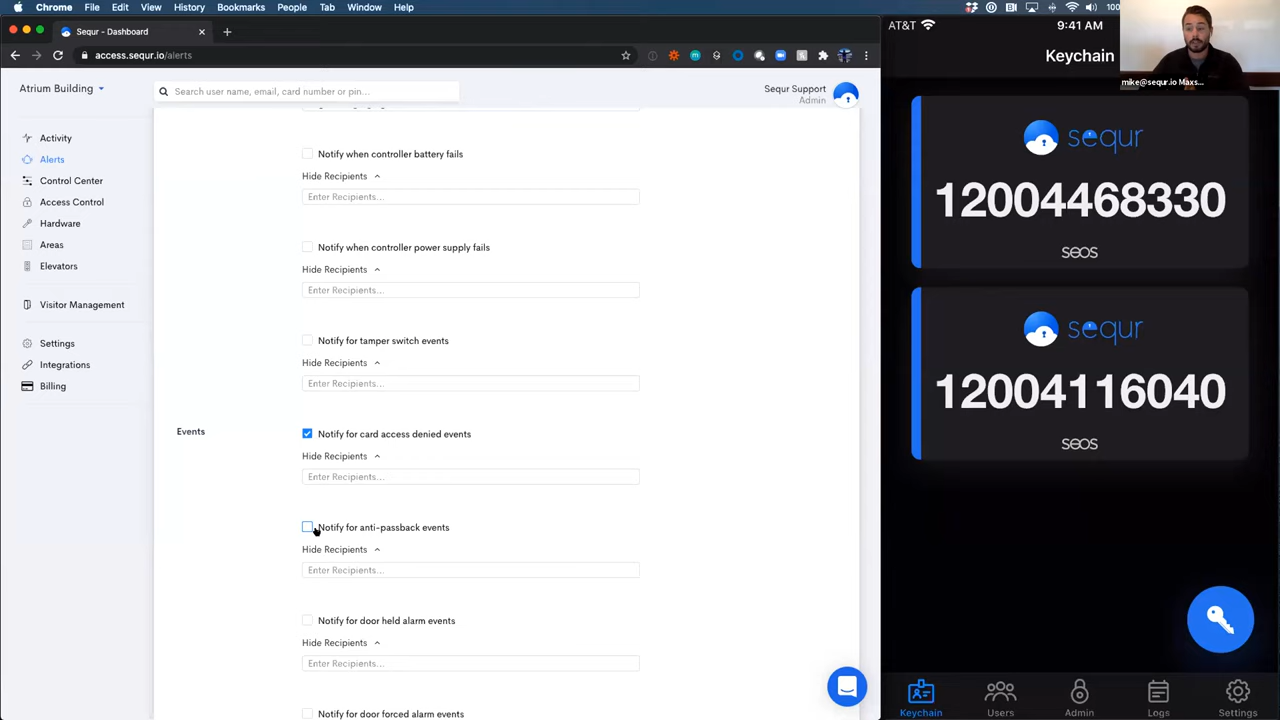 Chrome File Edit View History Bookmarks People Tab Window Help
100
Sequr - Dashboard
access.sequr.io/alerts
Atrium Building
Search user name, email, card number or pin...
Sequr Support
Admin
Activity
Alerts
Control Center
Access Control
Hardware
Areas
Elevators
Visitor Management
Settings
Integrations
Billing
Notify when controller battery fails
Hide Recipients
Enter Recipients...
Notify when controller power supply fails
Hide Recipients
Enter Recipients...
Notify for tamper switch events
Hide Recipients
Enter Recipients...
Events
Notify for card access denied events
Hide Recipients
Enter Recipients...
Notify for anti-passback events
Hide Recipients
Enter Recipients...
Notify for door held alarm events
Hide Recipients
Enter Recipients...
Notify for door forced alarm events
AT&T
9:41 AM
Keychain
mike@sequr.io Maxs...
sequr
12004468330
seos
sequr
12004116040
seos
Keychain
Users
Admin
Logs
Settings